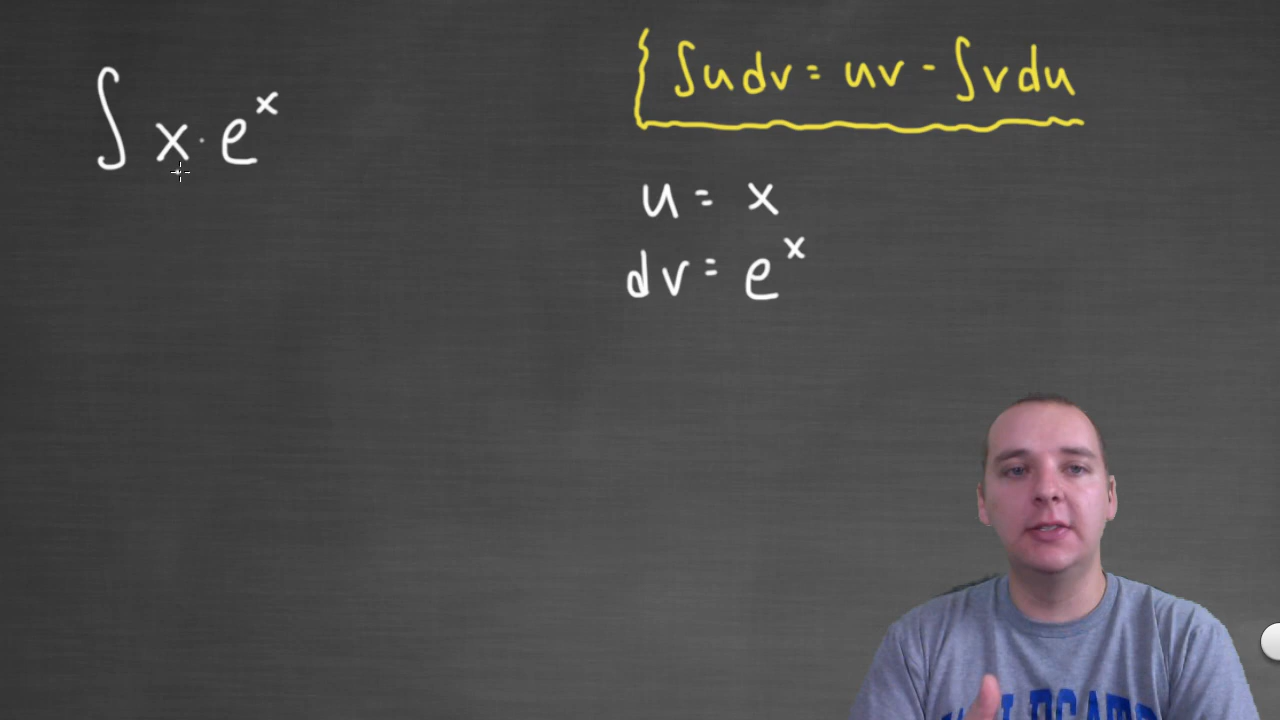 ∫ x · e^x
∫udv = uv - ∫vdu
u = x
dv = e^x